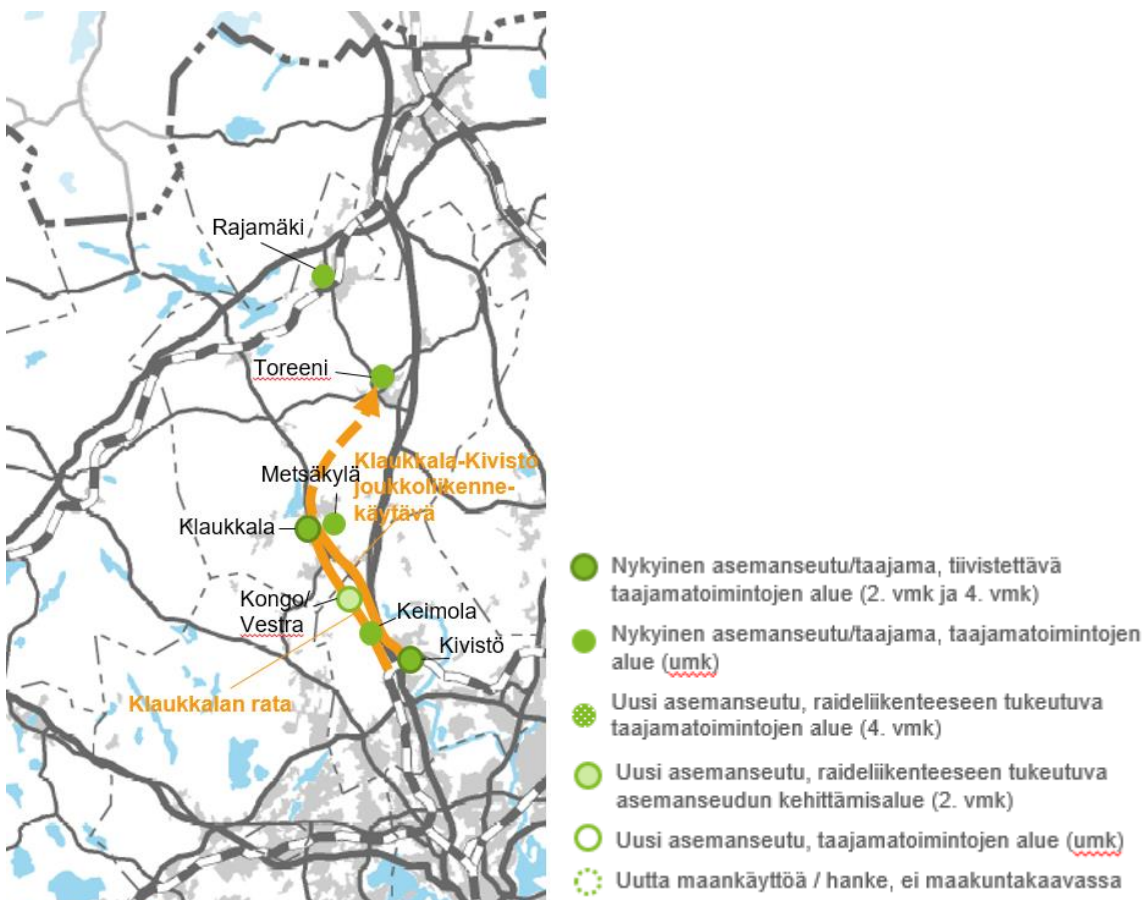 Rajamäki
Toreeni
Metsäkylä
Klaukkala-Kivistö
joukkoliikenne-
käytävä
Klaukkala
Kongo/
Vestra
Keimola
Kivistö
Klaukkalan rata
Nykyinen asemanseutu/taajama, tiivistettävä
taajamatoimintojen alue (2. vmk ja 4. vmk)
Nykyinen asemanseutu/taajama, taajamatoimintojen
alue (umk)
Uusi asemanseutu, raideliikenteeseen tukeutuva
taajamatoimintojen alue (4. vmk)
Uusi asemanseutu, raideliikenteeseen tukeutuva
asemanseudun kehittämisalue (2. vmk)
Uusi asemanseutu, taajamatoimintojen alue (umk)
Uutta maankäyttöä / hanke, ei maakuntakaavassa